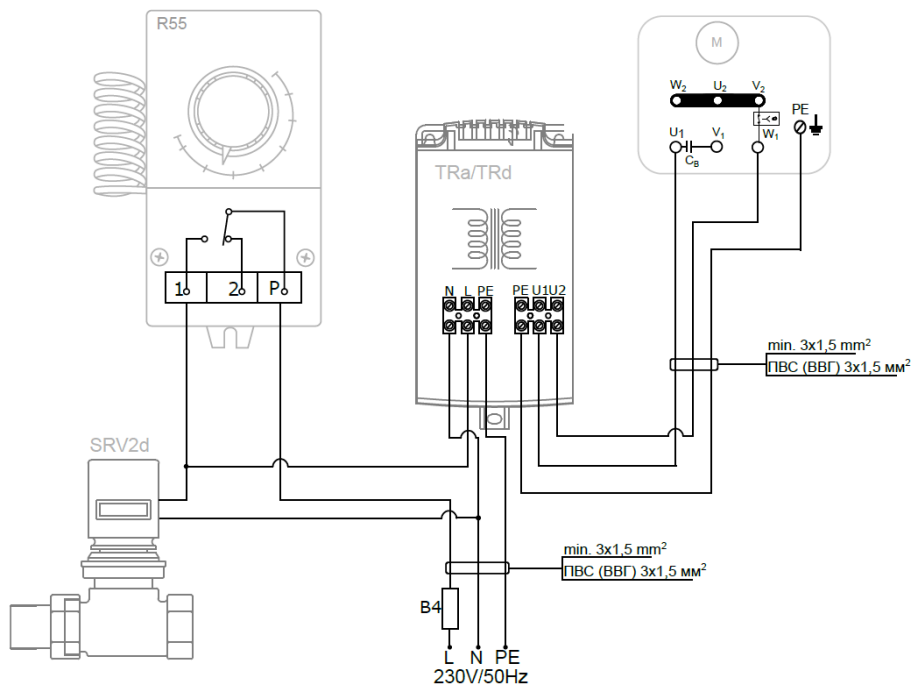 R55
M
W₂ U₂ V₂
PE
U1 V₁ W₁
C_B
TRa/TRd
1 2 P
N L PE PE U1 U2
min. 3x1,5 mm²
ПВС (ВВГ) 3x1,5 мм²
SRV2d
min. 3x1,5 mm²
ПВС (ВВГ) 3x1,5 мм²
B4
L N PE
230V/50Hz